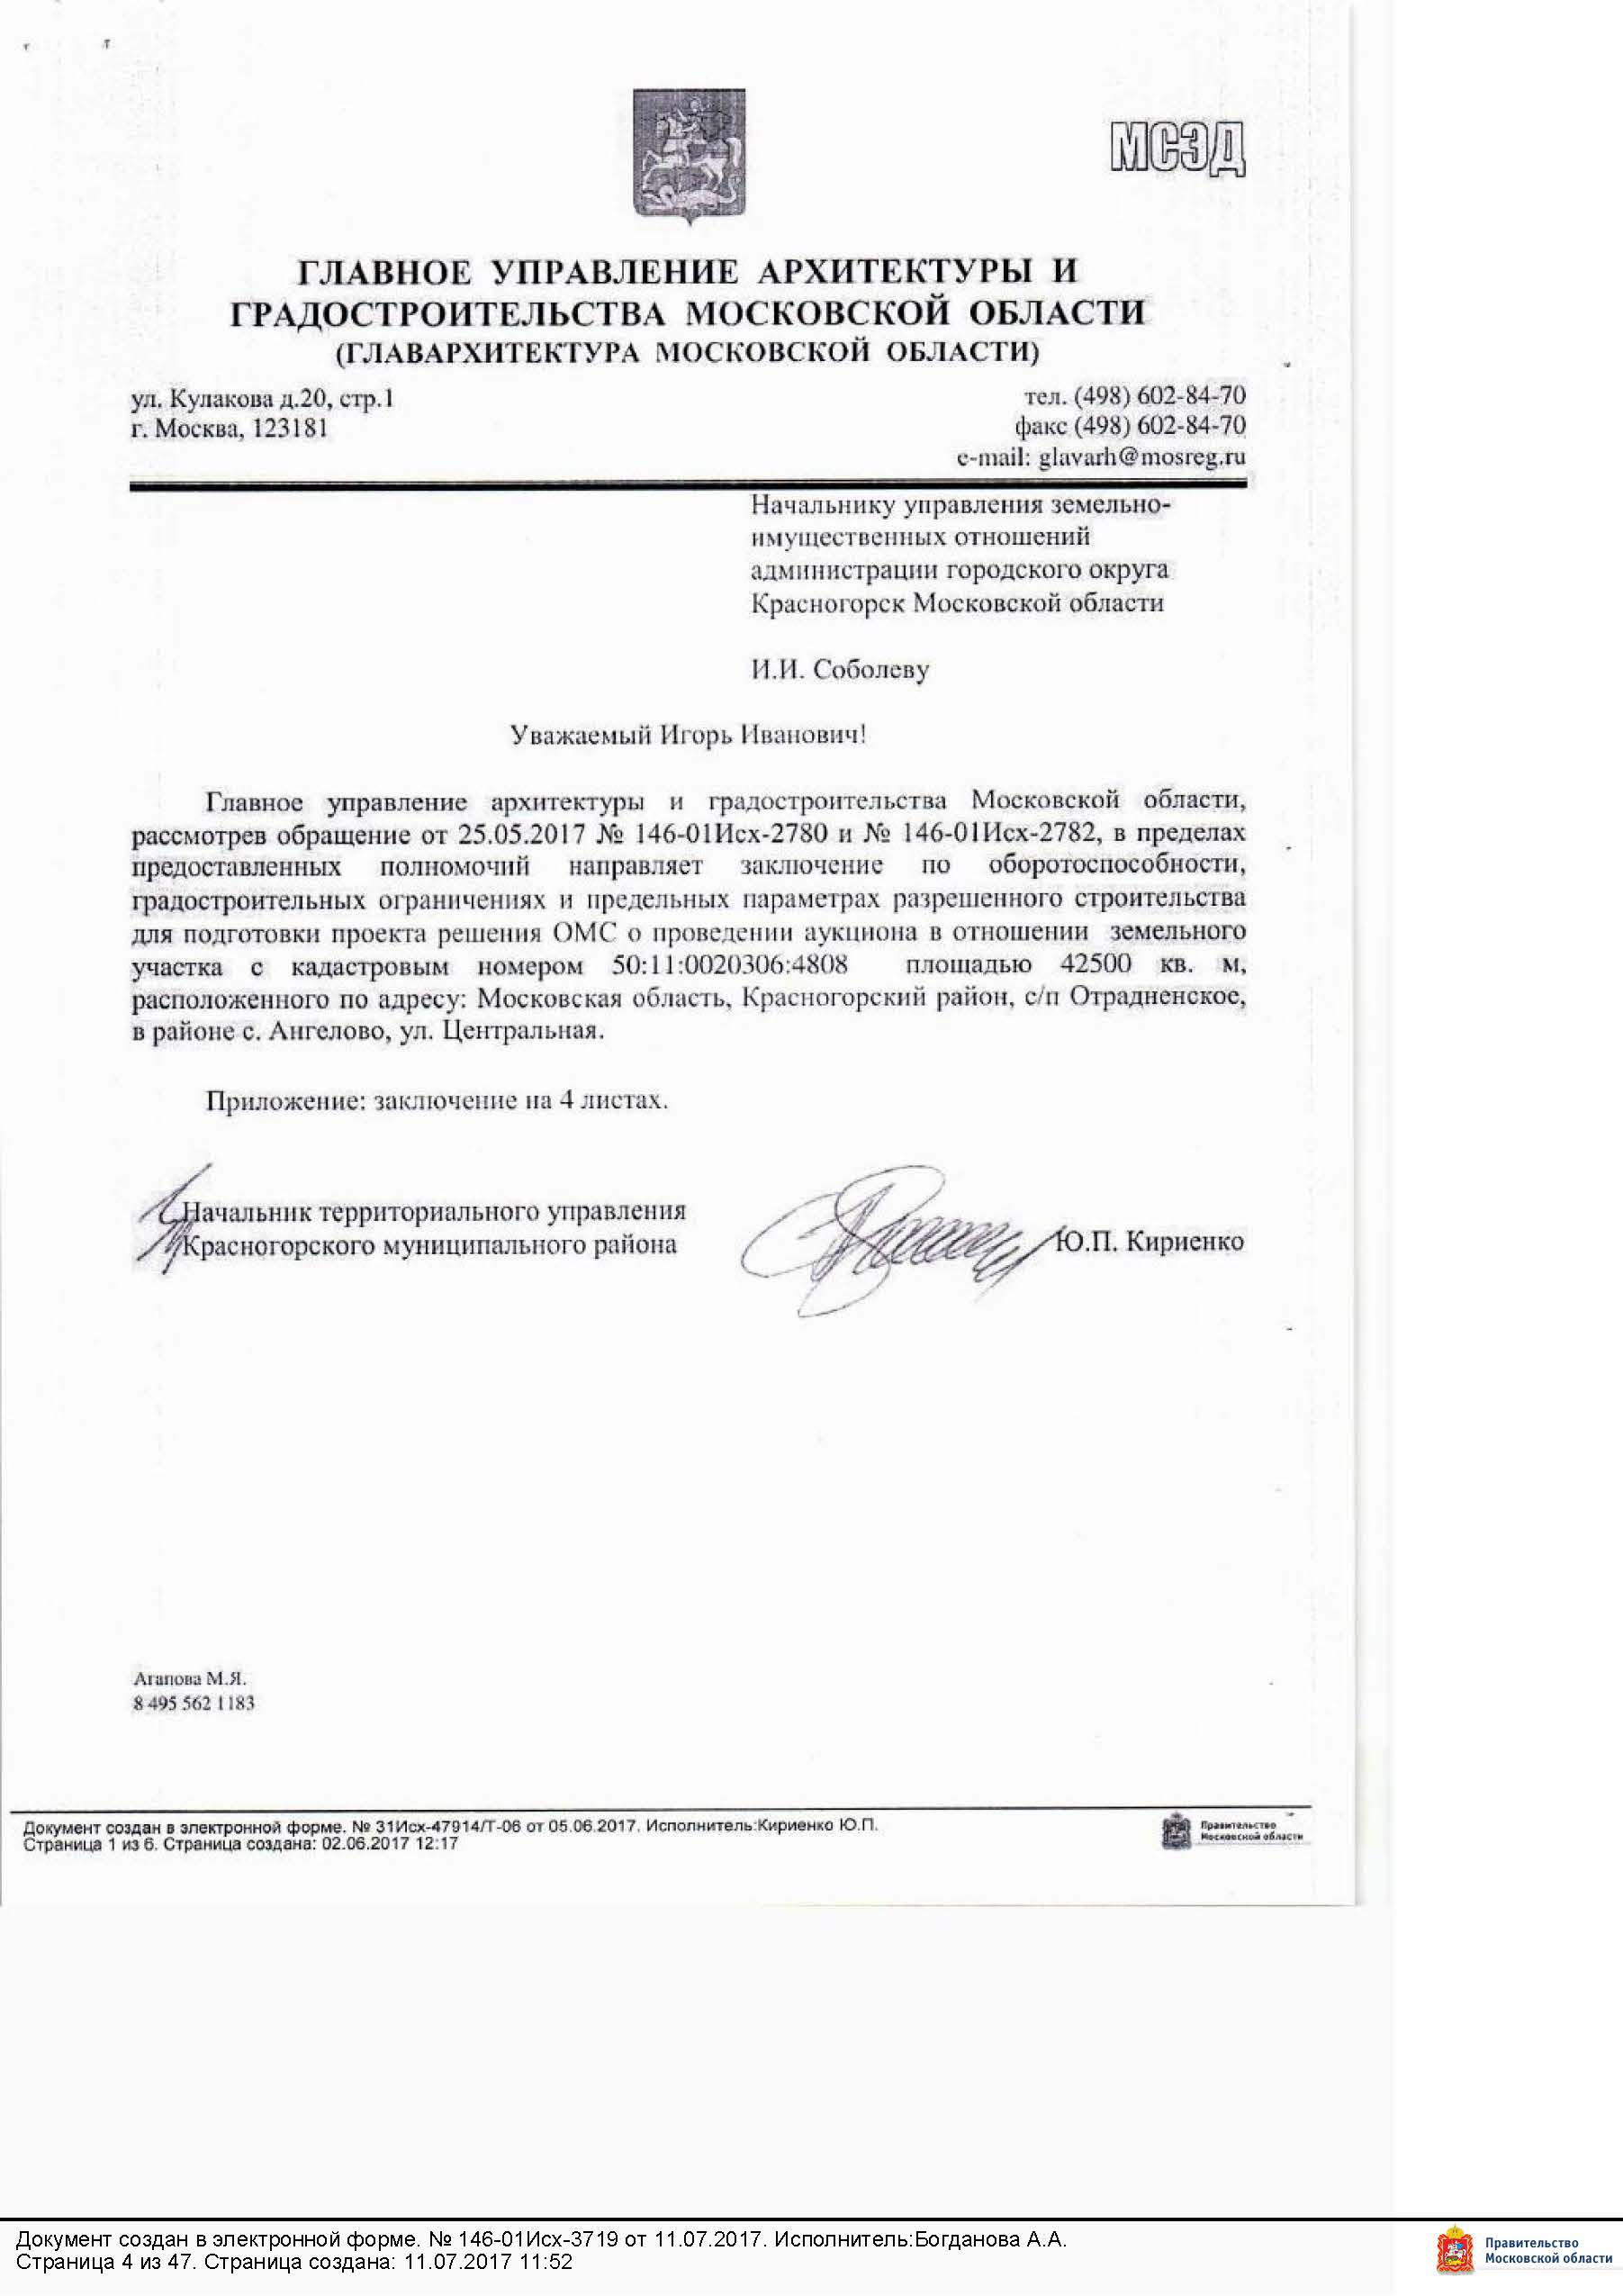 МСЭД
ГЛАВНОЕ УПРАВЛЕНИЕ АРХИТЕКТУРЫ И
ГРАДОСТРОИТЕЛЬСТВА МОСКОВСКОЙ ОБЛАСТИ
(ГЛАВАРХИТЕКТУРА МОСКОВСКОЙ ОБЛАСТИ)
ул. Кулакова д.20, стр.1
г. Москва, 123181
тел. (498) 602-84-70
факс (498) 602-84-70
e-mail: glavarh@mosreg.ru
Начальнику управления земельно-
имущественных отношений
администрации городского округа
Красногорск Московской области
И.И. Соболеву
Уважаемый Игорь Иванович!
Главное управление архитектуры и градостроительства Московской области,
рассмотрев обращение от 25.05.2017 № 146-01Исх-2780 и № 146-01Исх-2782, в пределах
предоставленных полномочий направляет заключение по оборотоспособности,
градостроительных ограничениях и предельных параметрах разрешенного строительства
для подготовки проекта решения ОМС о проведении аукциона в отношении земельного
участка с кадастровым номером 50:11:0020306:4808 площадью 42500 кв. м,
расположенного по адресу: Московская область, Красногорский район, с/п Отрадненское,
в районе с. Ангелово, ул. Центральная.
Приложение: заключение на 4 листах.
Начальник территориального управления
Красногорского муниципального района
Ю.П. Кириенко
Агапова М.Я.
8 495 562 1183
Документ создан в электронной форме. № 31Исх-47914/Т-06 от 05.06.2017. Исполнитель:Кириенко Ю.П.
Страница 1 из 6. Страница создана: 02.06.2017 12:17
Правительство
Московской области
Документ создан в электронной форме. № 146-01Исх-3719 от 11.07.2017. Исполнитель:Богданова А.А.
Страница 4 из 47. Страница создана: 11.07.2017 11:52
Правительство
Московской области